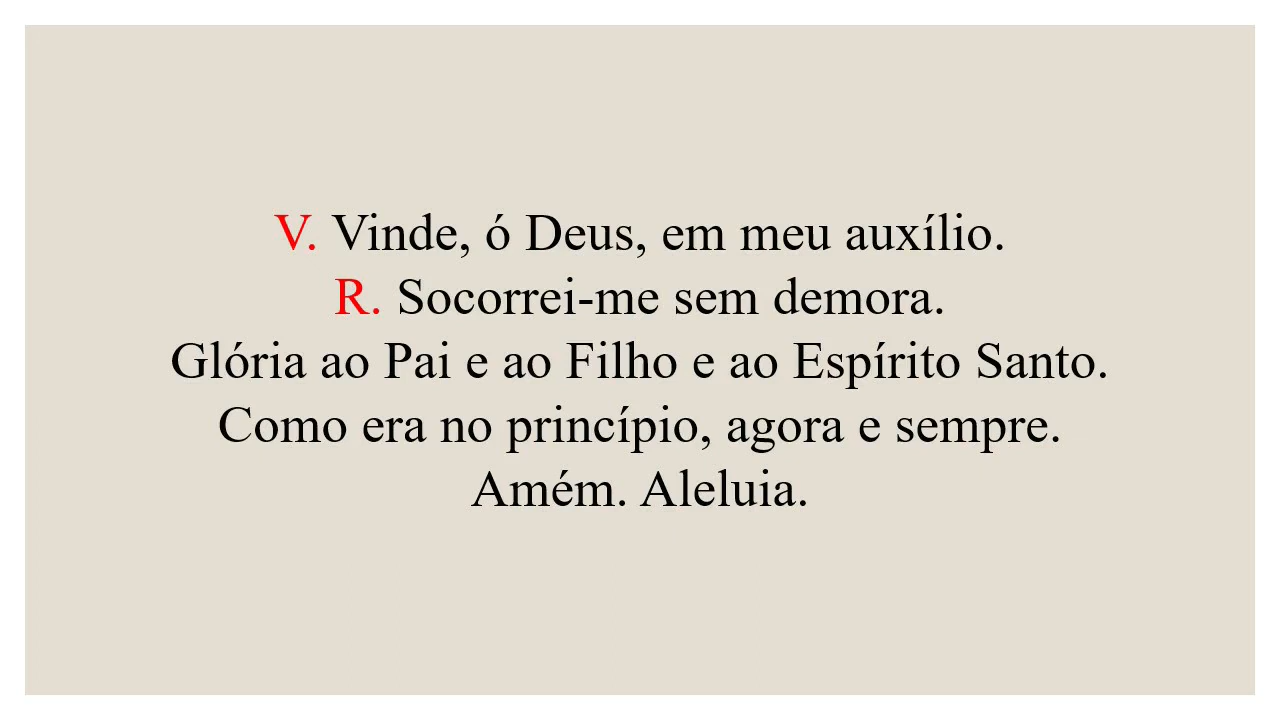 V. Vinde, ó Deus, em meu auxílio.
R. Socorrei-me sem demora.
Glória ao Pai e ao Filho e ao Espírito Santo.
Como era no princípio, agora e sempre.
Amém. Aleluia.